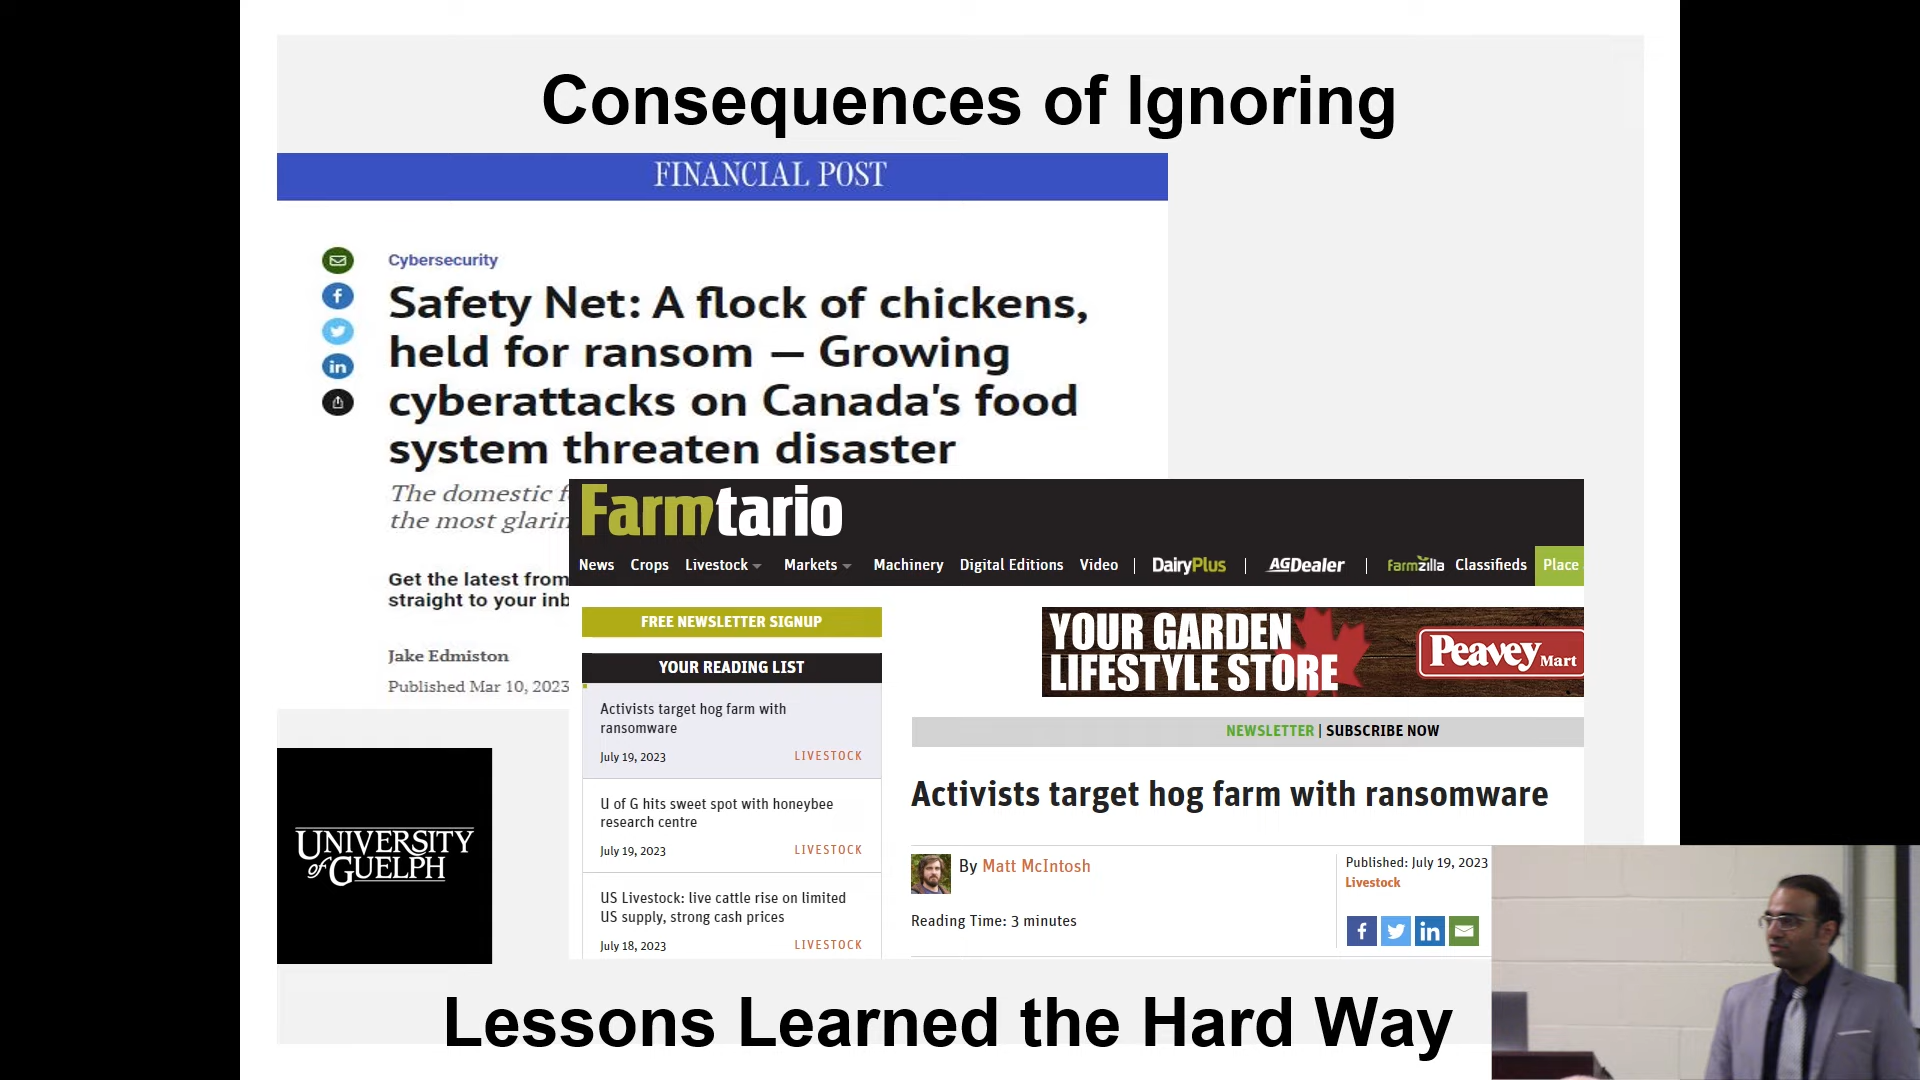 Consequences of Ignoring
FINANCIAL POST
Cybersecurity
Safety Net: A flock of chickens,
held for ransom — Growing
cyberattacks on Canada's food
system threaten disaster
The domestic
the most
Get the latest from
straight to your
Jake Edmiston
Published Mar 10, 2023
Farmtario
News Crops Livestock Markets Machinery Digital Editions Video | DairyPlus | AGDealer | Farmzilla Classifieds Place
FREE NEWSLETTER SIGNUP
YOUR READING LIST
Activists target hog farm with
ransomware
July 19, 2023 LIVESTOCK
U of G hits sweet spot with honeybee
research centre
July 19, 2023 LIVESTOCK
US Livestock: live cattle rise on limited
US supply, strong cash prices
July 18, 2023 LIVESTOCK
YOUR GARDEN
LIFESTYLE STORE
Peavey Mart
NEWSLETTER | SUBSCRIBE NOW
Activists target hog farm with ransomware
By Matt McIntosh
Reading Time: 3 minutes
Published: July 19, 2023
Livestock
UNIVERSITY
of GUELPH
Lessons Learned the Hard Way